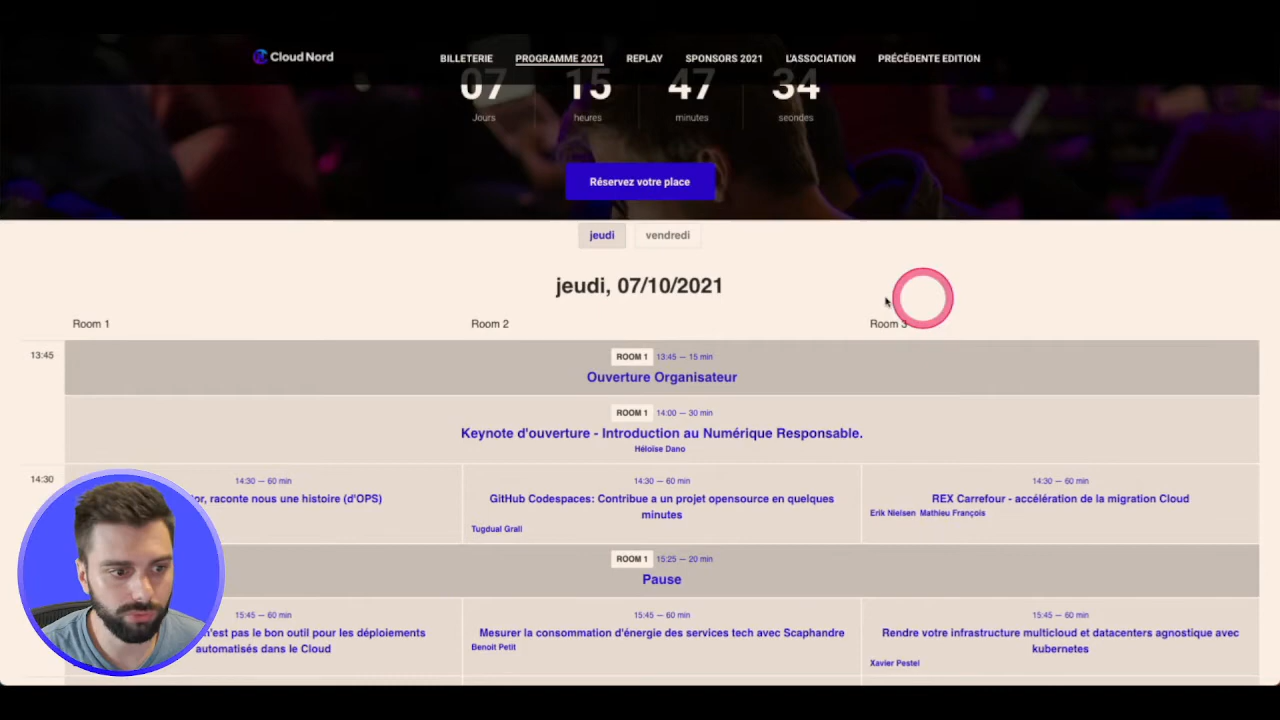 Cloud Nord
BILLETERIE PROGRAMME 2021 REPLAY SPONSORS 2021 L'ASSOCIATION PRÉCÉDENTE EDITION
07 15 47 34
Jours heures minutes seondes
Réservez votre place
jeudi vendredi
jeudi, 07/10/2021
Room 1 Room 2 Room 3
13:45
ROOM 1 13:45 — 15 min
Ouverture Organisateur
ROOM 1 14:00 — 30 min
Keynote d'ouverture - Introduction au Numérique Responsable.
Héloïse Dano
14:30
14:30 — 60 min
raconte nous une histoire (d'OPS)
14:30 — 60 min
GitHub Codespaces: Contribue a un projet opensource en quelques
minutes
Tugdual Grall
14:30 — 60 min
REX Carrefour - accélération de la migration Cloud
Erik Nielsen Mathieu François
ROOM 1 15:25 — 20 min
Pause
15:45 — 60 min
n'est pas le bon outil pour les déploiements
automatisés dans le Cloud
15:45 — 60 min
Mesurer la consommation d'énergie des services tech avec Scaphandre
Benoit Petit
15:45 — 60 min
Rendre votre infrastructure multicloud et datacenters agnostique avec
kubernetes
Xavier Pestel